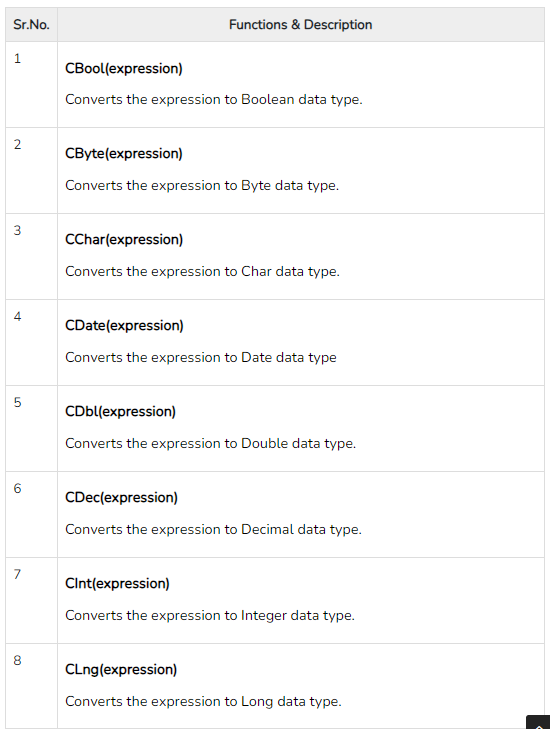 Sr.No. Functions & Description
1
CBool(expression)
Converts the expression to Boolean data type.
2
CByte(expression)
Converts the expression to Byte data type.
3
CChar(expression)
Converts the expression to Char data type.
4
CDate(expression)
Converts the expression to Date data type
5
CDbl(expression)
Converts the expression to Double data type.
6
CDec(expression)
Converts the expression to Decimal data type.
7
CInt(expression)
Converts the expression to Integer data type.
8
CLng(expression)
Converts the expression to Long data type.